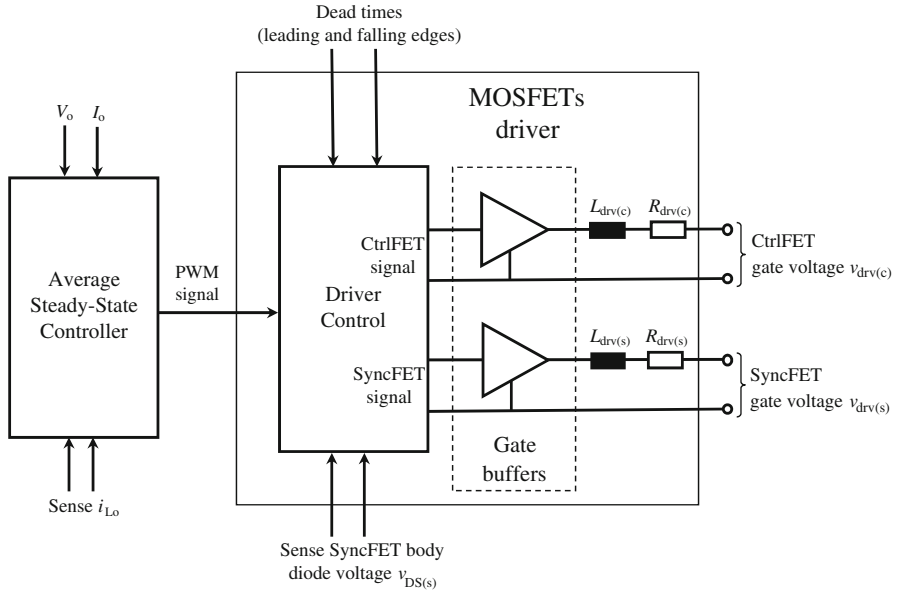 Dead times
(leading and falling edges)
MOSFETs
driver
Vo
Io
Ldrv(c)
Rdrv(c)
CtrlFET
signal
CtrlFET
gate voltage vdrv(c)
Average
Steady-State
Controller
PWM
signal
Driver
Control
Ldrv(s)
Rdrv(s)
SyncFET
signal
SyncFET
gate voltage vdrv(s)
Gate
buffers
Sense iLo
Sense SyncFET body
diode voltage vDS(s)